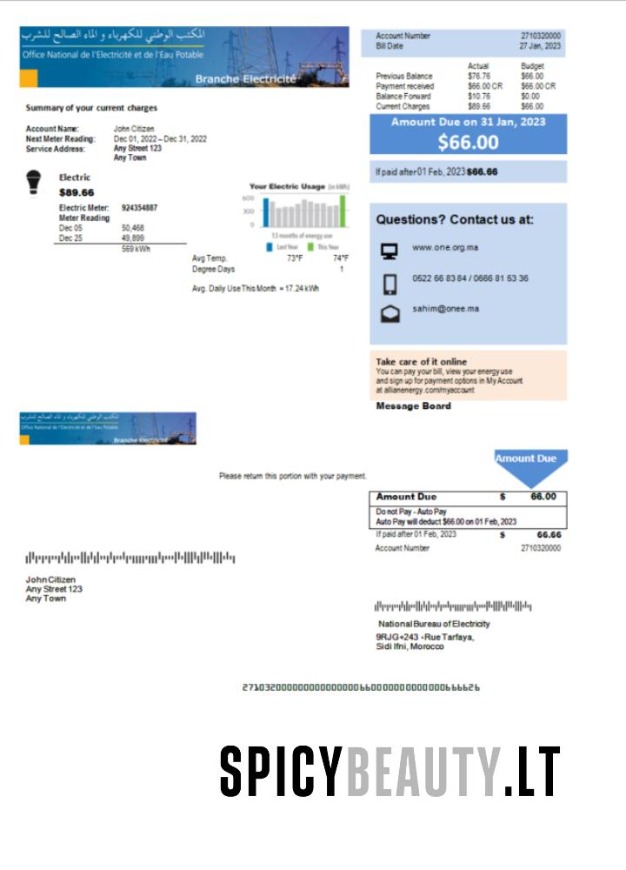 المكتب الوطني للكهرباء و الماء الصالح للشرب
Office National de l'Electricité et de l'Eau Potable
Branche Electricité
Account Number 2710320000
Bill Date 27 Jan, 2023
Actual Budget
Previous Balance $76.76 $66.00
Payment received $66.00 CR $66.00 CR
Balance Forward $10.76 $0.00
Current Charges $89.66 $66.00
Amount Due on 31 Jan, 2023
$66.00
If paid after 01 Feb, 2023 $66.66
Summary of your current charges
Account Name: John Citizen
Next Meter Reading: Dec 01, 2022 – Dec 31, 2022
Service Address: Any Street 123
Any Town
Electric
$89.66
Electric Meter: 924354887
Meter Reading
Dec 05 50,468
Dec 25 49,899
569 kWh
Your Electric Usage (in kWh)
600
300
0
13 months of energy use
Last Year This Year
Avg Temp. 73°F 74°F
Degree Days 1
Avg. Daily Use This Month = 17.24 kWh
Questions? Contact us at:
www.one.org.ma
0522 66 83 84 / 0666 81 53 36
sahim@onee.ma
Take care of it online
You can pay your bill, view your energy use
and sign up for payment options in My Account
at allianenergy.com/myaccount
Message Board
المكتب الوطني للكهرباء و الماء الصالح للشرب
Office National de l'Electricité et de l'Eau Potable
Branche Electricité
Please return this portion with your payment.
Amount Due
Amount Due $ 66.00
Do not Pay - Auto Pay
Auto Pay will deduct $66.00 on 01 Feb, 2023
If paid after 01 Feb, 2023 $ 66.66
Account Number 2710320000
John Citizen
Any Street 123
Any Town
National Bureau of Electricity
9RJG+243 -Rue Tarfaya,
Sidi Ifni, Morocco
SPICYBEAUTY.LT